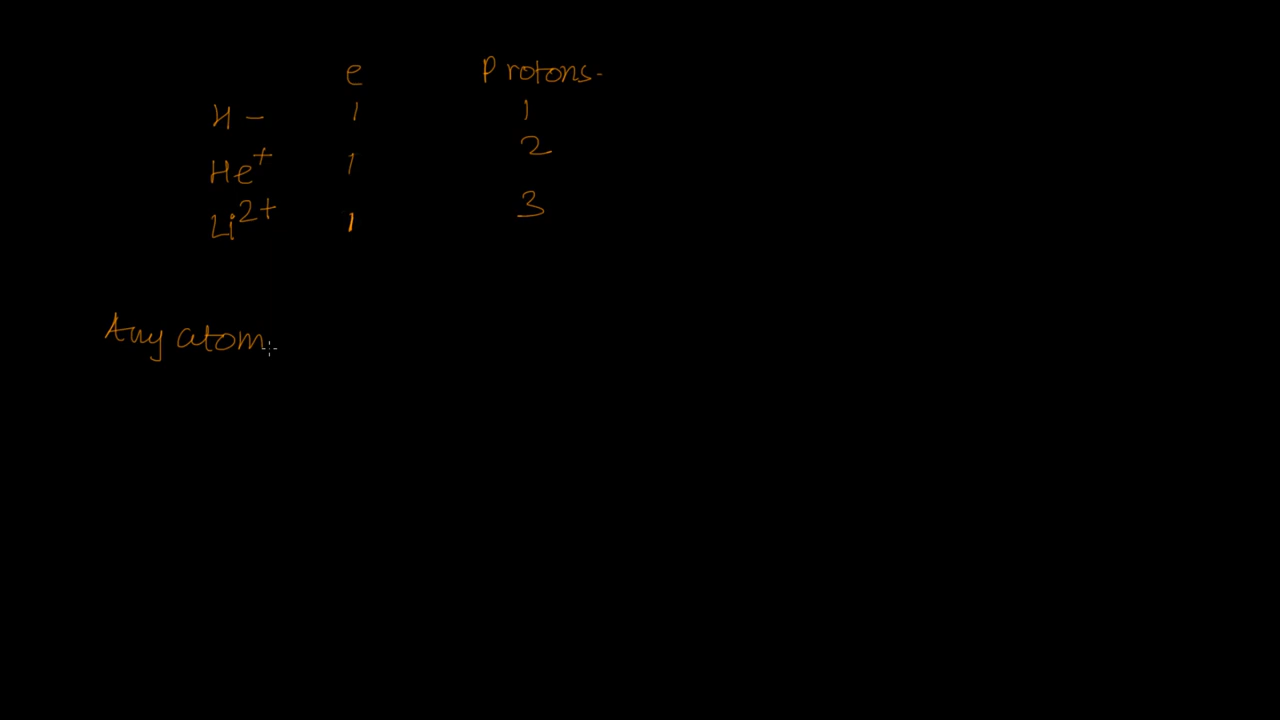 e Protons.
H - 1 1
He⁺ 1 2
Li²⁺ 1 3
Any atom